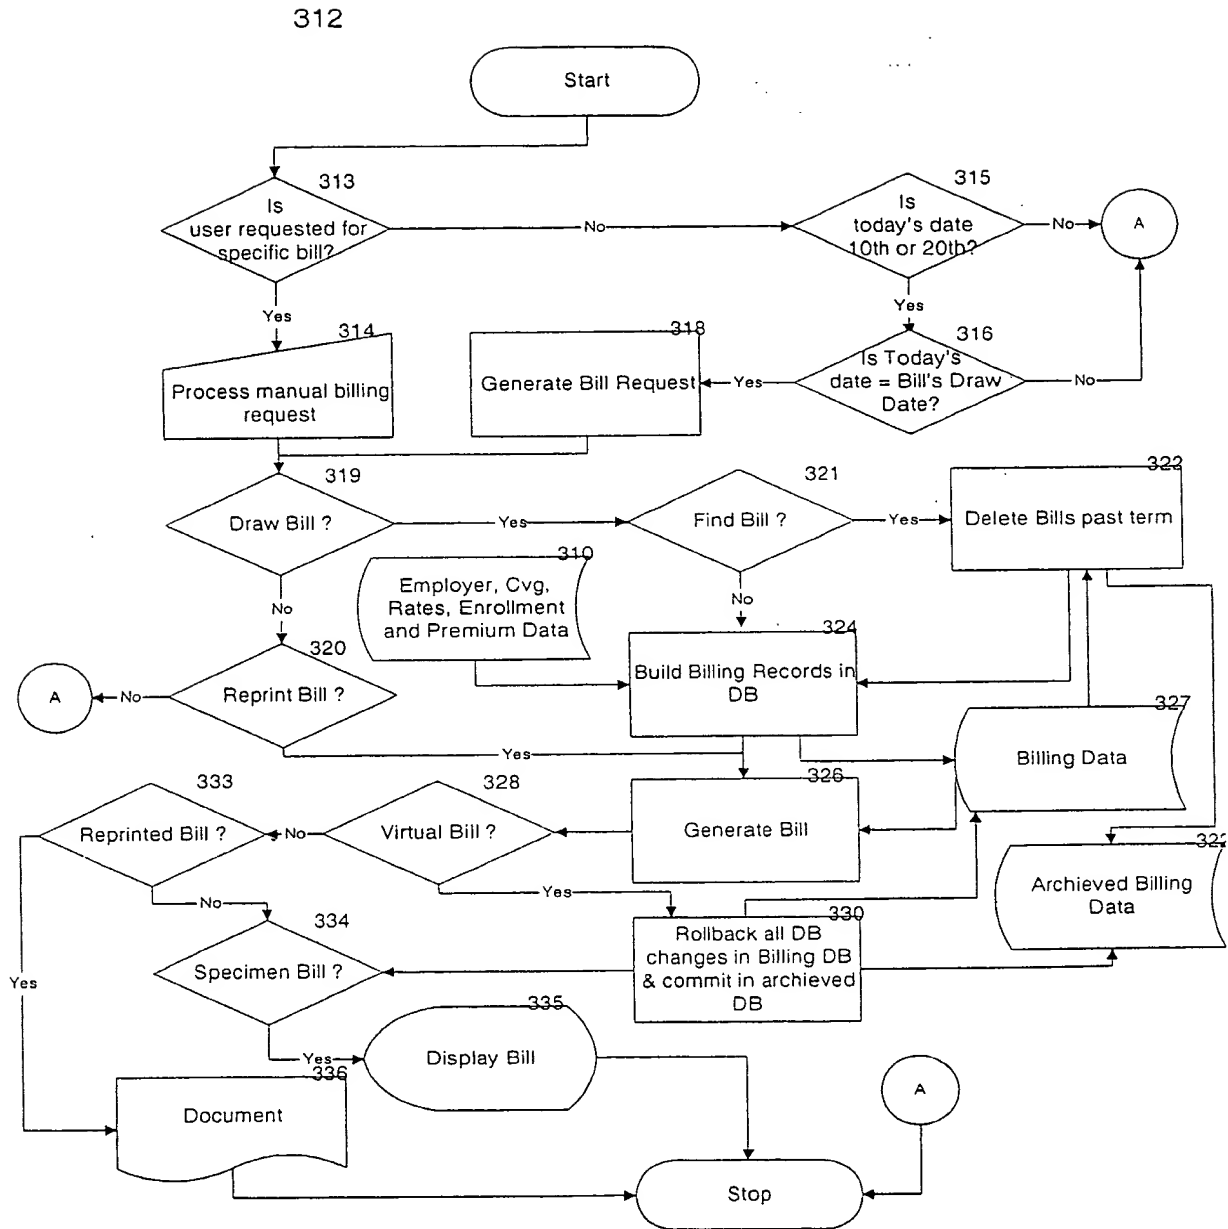 312
Start
313
Is
user requested for
specific bill?
No
315
Is
today's date
10th or 20th?
No
A
Yes
Yes
314
Process manual billing
request
318
Generate Bill Request
Yes
316
Is Today's
date = Bill's Draw
Date?
No
319
Draw Bill ?
Yes
321
Find Bill ?
Yes
322
Delete Bills past term
310
Employer, Cvg,
Rates, Enrollment
and Premium Data
No
No
324
Build Billing Records in
DB
320
Reprint Bill ?
No
A
Yes
327
Billing Data
326
Generate Bill
328
Virtual Bill ?
No
333
Reprinted Bill ?
Yes
322
Archieved Billing
Data
No
330
Rollback all DB
changes in Billing DB
& commit in archieved
DB
334
Specimen Bill ?
Yes
Yes
335
Display Bill
336
Document
A
Stop